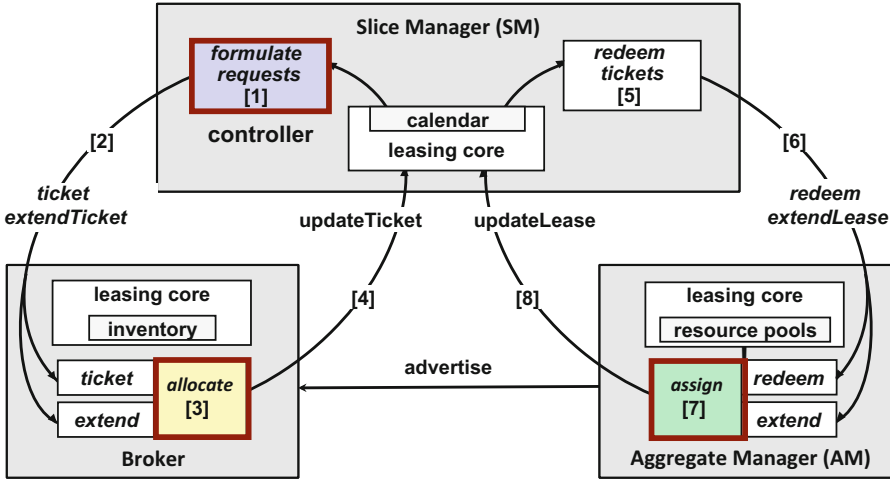 Slice Manager (SM)
formulate
requests
[1]
controller
calendar
leasing core
redeem
tickets
[5]
[2]
ticket
extendTicket
[6]
redeem
extendLease
updateTicket
updateLease
[4]
[8]
leasing core
inventory
ticket
extend
allocate
[3]
Broker
advertise
leasing core
resource pools
assign
[7]
redeem
extend
Aggregate Manager (AM)